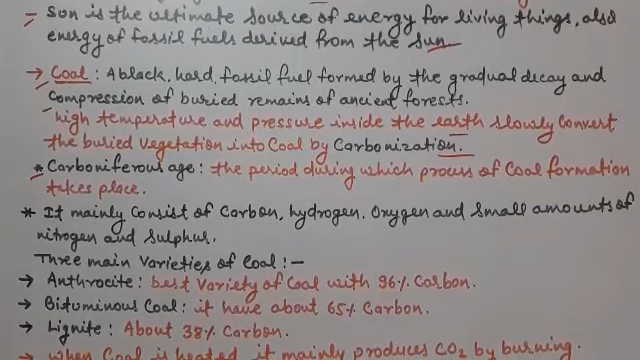 Sun is the ultimate source of energy for living things, also
energy of fossil fuels derived from the Sun
→ Coal : A black, hard, fossil fuel formed by the gradual decay and
compression of buried remains of ancient forests.
high temperature and pressure inside the earth slowly convert
the buried vegetation into Coal by Carbonization.
* Carboniferous age : the period during which process of Coal formation
takes place.
* It mainly consist of Carbon, hydrogen, Oxygen and Small amounts of
nitrogen and Sulphur.
Three main varieties of Coal :-
→ Anthrocite : best variety of Coal with 96% Carbon.
→ Bituminous Coal : it have about 65% Carbon.
→ Lignite : About 38% Carbon.
→ When Coal is heated, it mainly produces CO2 by burning.